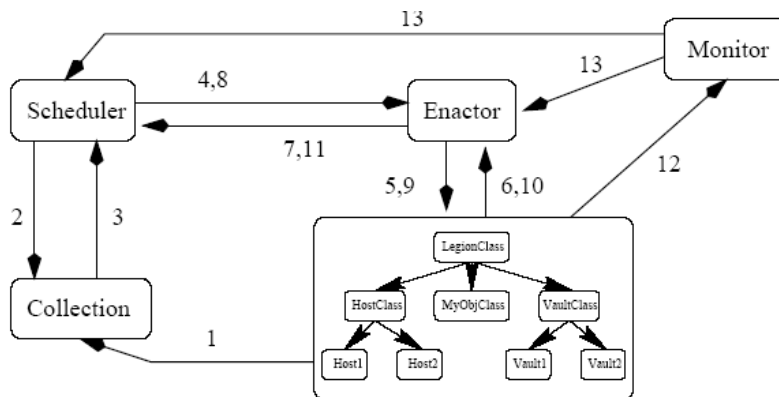 13
Monitor
13
4,8
Scheduler
Enactor
7,11
12
5,9
6,10
2
3
LegionClass
Collection
HostClass
MyObjClass
VaultClass
1
Host1
Host2
Vault1
Vault2